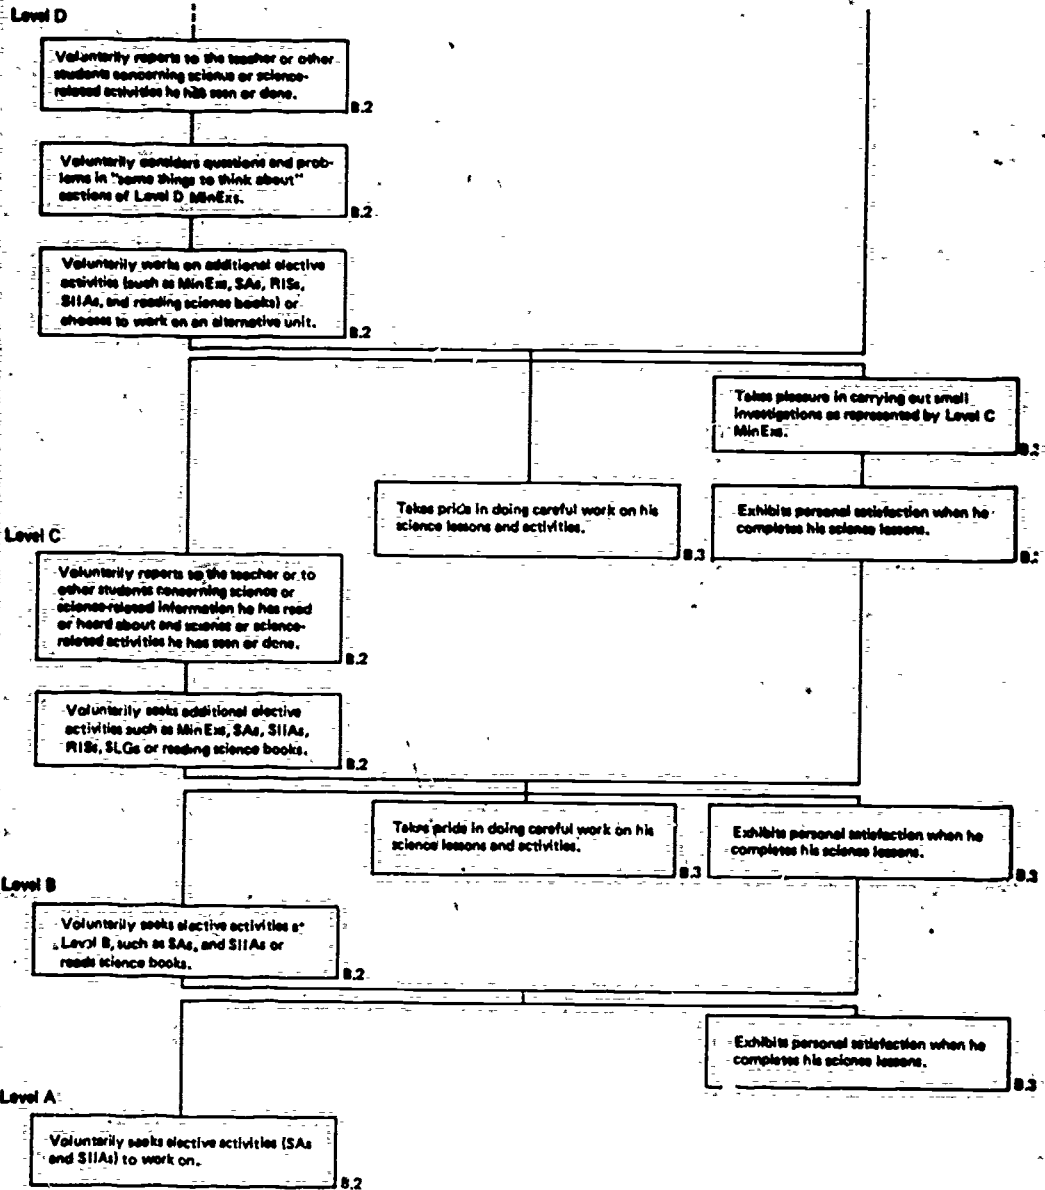 Level D
Voluntarily reports to the teacher or other
students concerning science or science-
related activities he has seen or done.
B.2
Voluntarily considers questions and prob-
lems in "some things to think about"
sections of Level D MinExs.
B.2
Voluntarily works on additional elective
activities (such as MinExs, SAs, RISs,
SIIAs, and reading science books) or
chooses to work on an alternative unit.
B.2
Takes pleasure in carrying out small
investigations as represented by Level C
MinExs.
Takes pride in doing careful work on his
science lessons and activities.
B.3
Exhibits personal satisfaction when he
completes his science lessons.
Level C
Voluntarily reports to the teacher or to
other students concerning science or
science-related information he has read
or heard about and science or science-
related activities he has seen or done.
B.2
Voluntarily seeks additional elective
activities such as MinExs, SAs, SIIAs,
RISs, SLGs or reading science books.
B.2
Takes pride in doing careful work on his
science lessons and activities.
B.3
Exhibits personal satisfaction when he
completes his science lessons.
B.3
Level B
Voluntarily seeks elective activities at
Level B, such as SAs, and SIIAs or
reads science books.
B.2
Exhibits personal satisfaction when he
completes his science lessons.
B.3
Level A
Voluntarily seeks elective activities (SAs
and SIIAs) to work on.
B.2